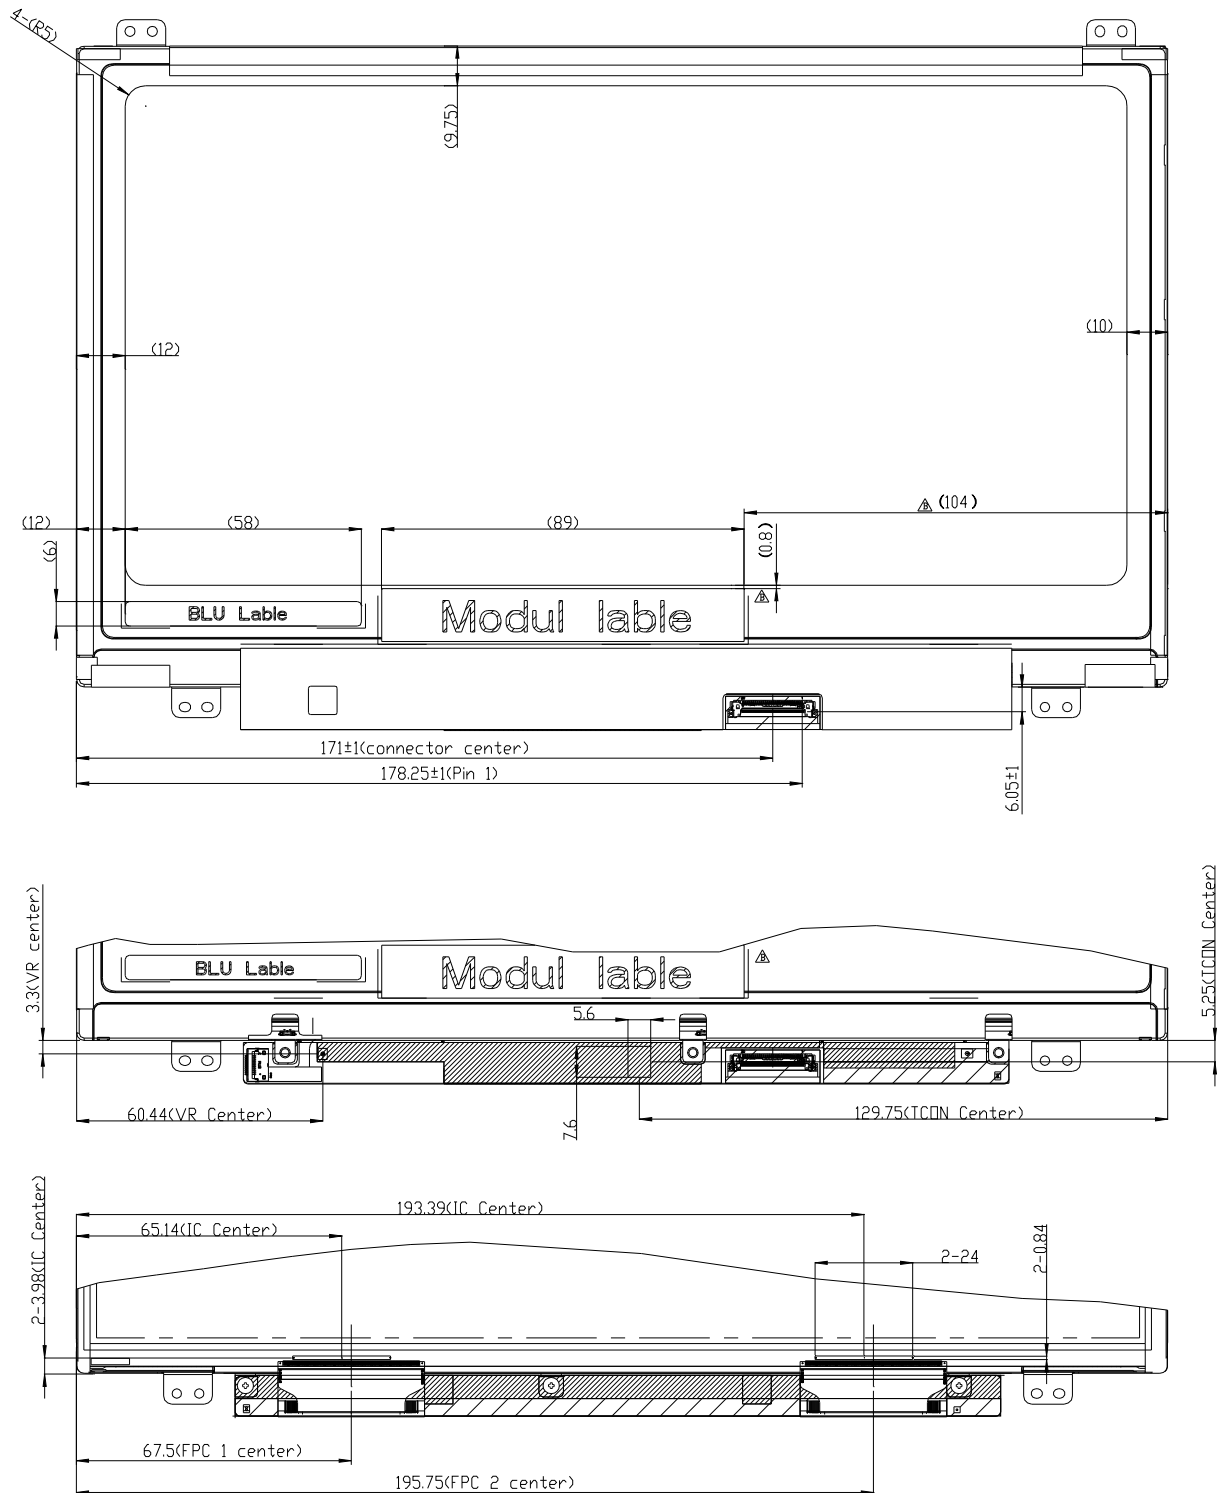 4-(R5)
(9.75)
(10)
(12)
B (104)
(12)
(58)
(89)
(0.8)
(6)
B
BLU Lable
Modul lable
171±1(connector center)
178.25±1(Pin 1)
6.05±1
3.3(VR center)
5.25(TCON Center)
B
BLU Lable
Modul lable
5.6
60.44(VR Center)
7.6
129.75(TCON Center)
2-3.98(IC Center)
193.39(IC Center)
65.14(IC Center)
2-24
2-0.84
67.5(FPC 1 center)
195.75(FPC 2 center)